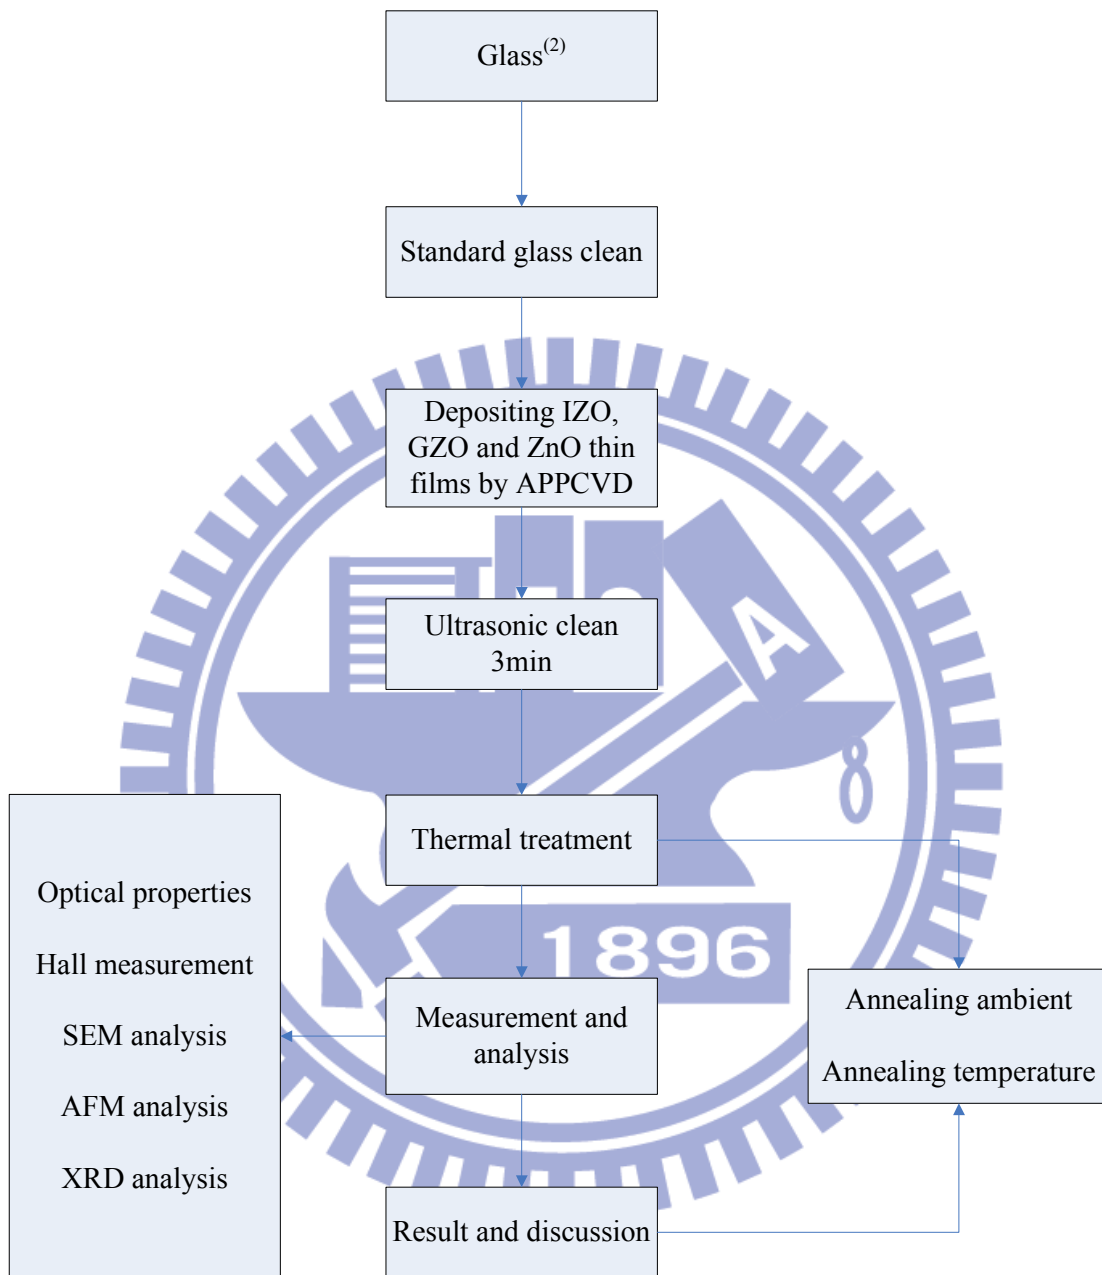 Glass(2)
Standard glass clean
Depositing IZO,
GZO and ZnO thin
films by APPCVD
Ultrasonic clean
3min
Thermal treatment
Measurement and
analysis
Result and discussion
Optical properties
Hall measurement
SEM analysis
AFM analysis
XRD analysis
Annealing ambient
Annealing temperature
A
1896